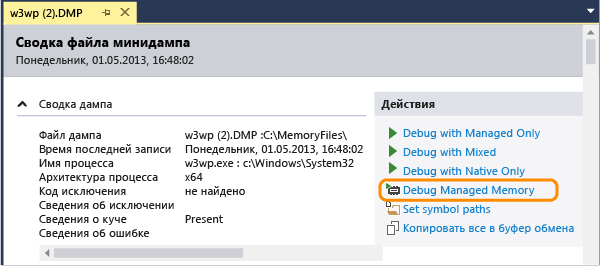 w3wp (2).DMP
Сводка файла минидампа
Понедельник, 01.05.2013, 16:48:02
Сводка дампа
Файл дампа w3wp (2).DMP :C:\MemoryFiles\
Время последней записи Понедельник, 01.05.2013, 16:48:02
Имя процесса w3wp.exe : c:\Windows\System32
Архитектура процесса x64
Код исключения не найдено
Сведения об исключении
Сведения о куче Present
Сведения об ошибке
Действия
Debug with Managed Only
Debug with Mixed
Debug with Native Only
Debug Managed Memory
Set symbol paths
Копировать все в буфер обмена